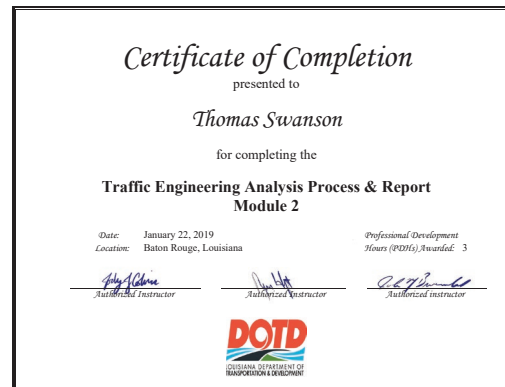 Certificate of Completion
presented to
Thomas Swanson
for completing the
Traffic Engineering Analysis Process & Report
Module 2
Date: January 22, 2019
Location: Baton Rouge, Louisiana
Professional Development
Hours (PDHs) Awarded: 3
Authorized Instructor
Authorized Instructor
Authorized instructor
DOTD
LOUISIANA DEPARTMENT OF
TRANSPORTATION & DEVELOPMENT